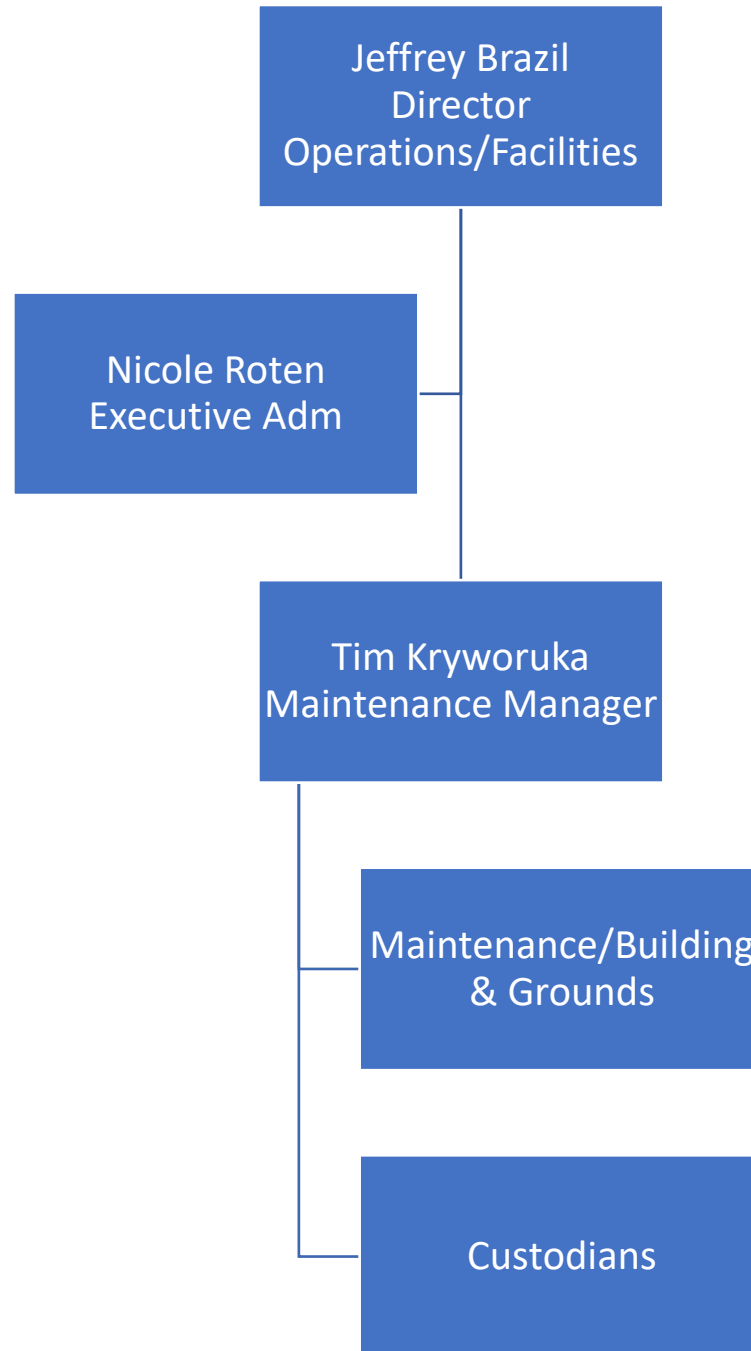 Jeffrey Brazil
Director
Operations/Facilities
Nicole Roten
Executive Adm
Tim Kryworuka
Maintenance Manager
Maintenance/Building
& Grounds
Custodians